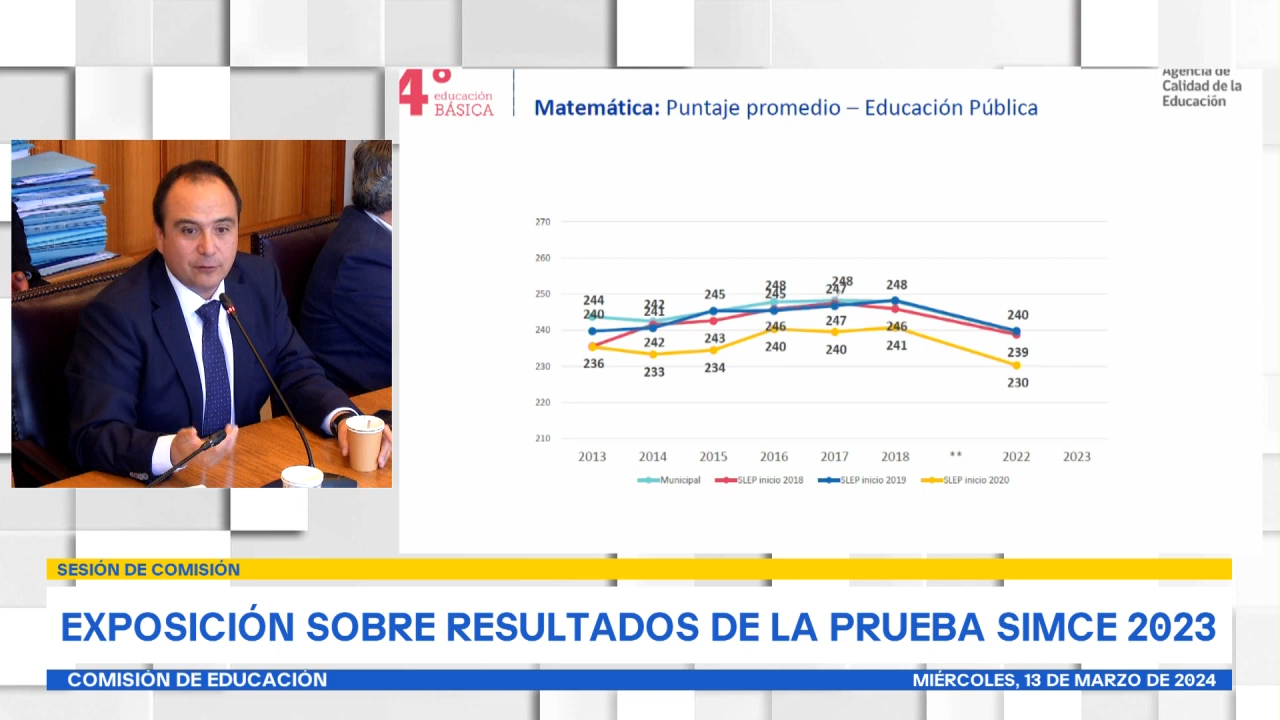 4º educación
BÁSICA
Matemática: Puntaje promedio – Educación Pública
Agencia de
Calidad de la
Educación
270
260
250
240
230
220
210
244
240
236
242
241
242
233
245
243
234
248
245
246
240
248
247
247
240
248
246
241
240
239
230
2013 2014 2015 2016 2017 2018 ** 2022 2023
Municipal SLEP inicio 2018 SLEP inicio 2019 SLEP inicio 2020
SESIÓN DE COMISIÓN
EXPOSICIÓN SOBRE RESULTADOS DE LA PRUEBA SIMCE 2023
COMISIÓN DE EDUCACIÓN MIÉRCOLES, 13 DE MARZO DE 2024